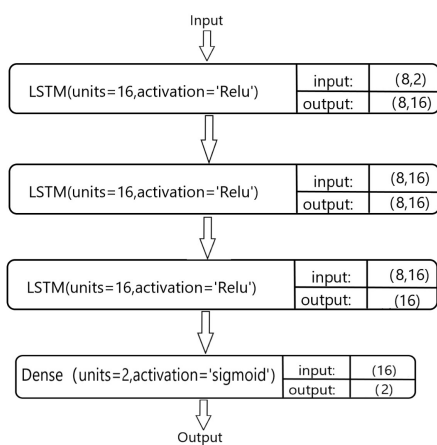 Input
LSTM(units=16,activation='Relu')
input: (8,2)
output: (8,16)
LSTM(units=16,activation='Relu')
input: (8,16)
output: (8,16)
LSTM(units=16,activation='Relu')
input: (8,16)
output: (16)
Dense (units=2,activation='sigmoid')
input: (16)
output: (2)
Output